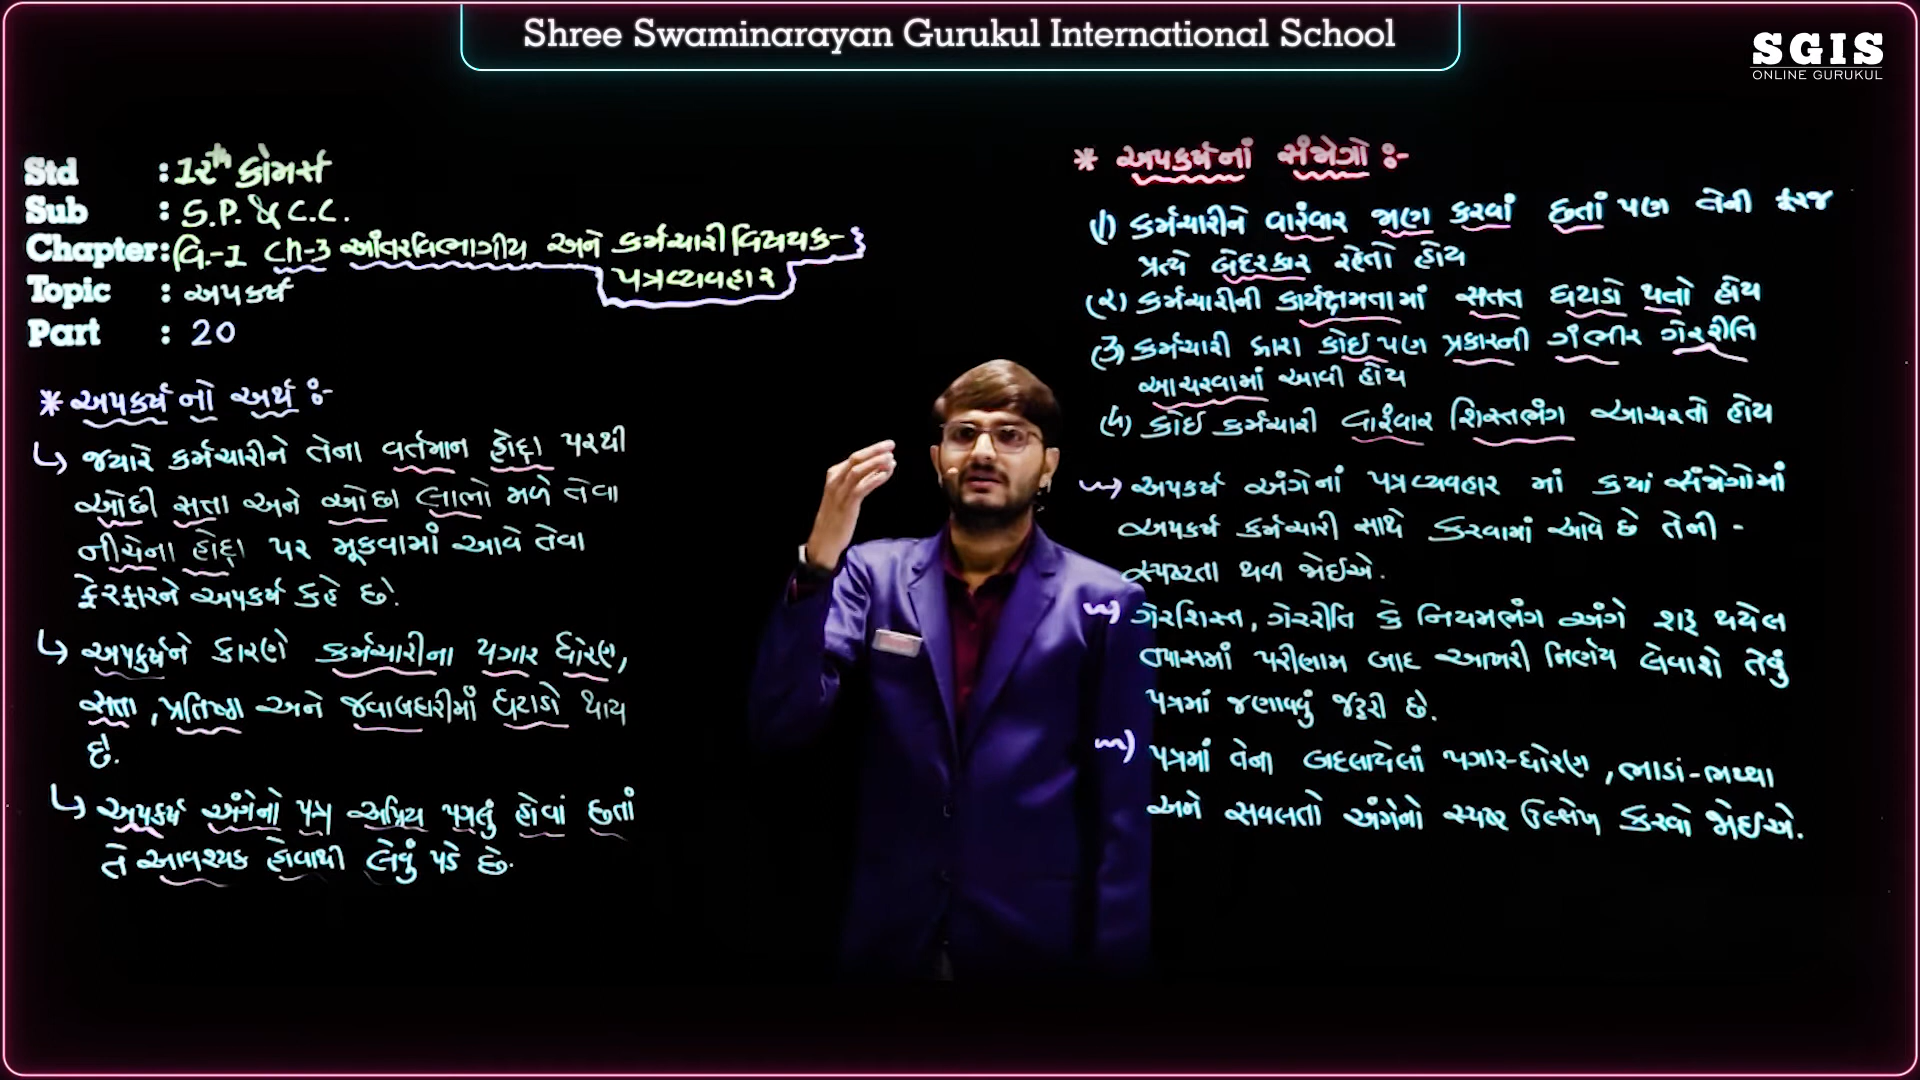 Shree Swaminarayan Gurukul International School
SGIS
ONLINE GURUKUL
Std : 12th કોમર્સ
Sub : S.P. & C.C.
Chapter : વિ.-1 Ch-3 આંતરવિભાગીય અને કર્મચારી વિષયક-
પત્રવ્યવહાર
Topic : અપકર્ષ
Part : 20
* અપકર્ષ નો અર્થ :-
જ્યારે કર્મચારીને તેના વર્તમાન હોદ્દા પરથી
ઓછી સત્તા અને ઓછા લાભો મળે તેવા
નીચેના હોદ્દા પર મૂકવામાં આવે તેવા
ફેરફારને અપકર્ષ કહે છે.
અપકર્ષને કારણે કર્મચારીના પગાર ધોરણ,
સત્તા, પ્રતિષ્ઠા અને જવાબદારીમાં ઘટાડો થાય
છે.
અપકર્ષ અંગેનો પત્ર અપ્રિય પગલું હોવાં છતાં
તે આવશ્યક હોવાથી લેવું પડે છે.
* અપકર્ષનાં સંજોગો :-
(1) કર્મચારીને વારંવાર જાણ કરવાં છતાં પણ તેની ફરજ
પ્રત્યે બેદરકાર રહેતો હોય
(૨) કર્મચારીની કાર્યક્ષમતામાં સતત ઘટાડો થતો હોય
(૩) કર્મચારી દ્વારા કોઈપણ પ્રકારની ગંભીર ગેરરીતિ
આચરવામાં આવી હોય
(૪) કોઈ કર્મચારી વારંવાર શિસ્તભંગ આચરતો હોય
અપકર્ષ અંગેનાં પત્રવ્યવહાર માં કયાં સંજોગોમાં
અપકર્ષ કર્મચારી સાથે કરવામાં આવે છે તેની -
સ્પષ્ટતા થવી જોઈએ.
ગેરશિસ્ત, ગેરરીતિ કે નિયમભંગ અંગે શરૂ થયેલ
તપાસમાં પરીણામ બાદ આખરી નિર્ણય લેવાશે તેવું
પત્રમાં જણાવવું જરૂરી છે.
પત્રમાં તેના બદલાયેલાં પગાર-ધોરણ, ભાડાં-ભથ્થા
અને સવલતો અંગેનો સ્પષ્ટ ઉલ્લેખ કરવો જોઈએ.